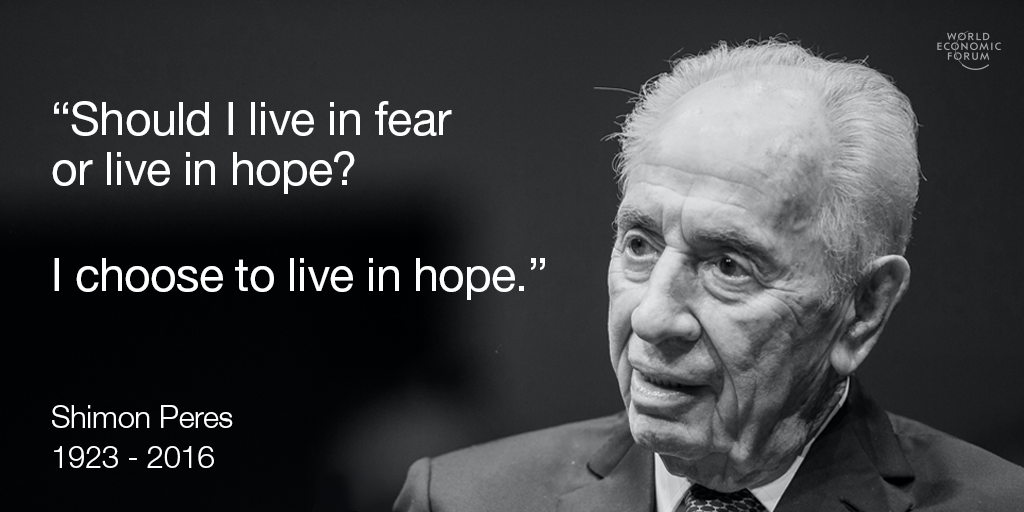 WORLD
ECONOMIC
FORUM
“Should I live in fear
or live in hope?
I choose to live in hope.”
Shimon Peres
1923 - 2016